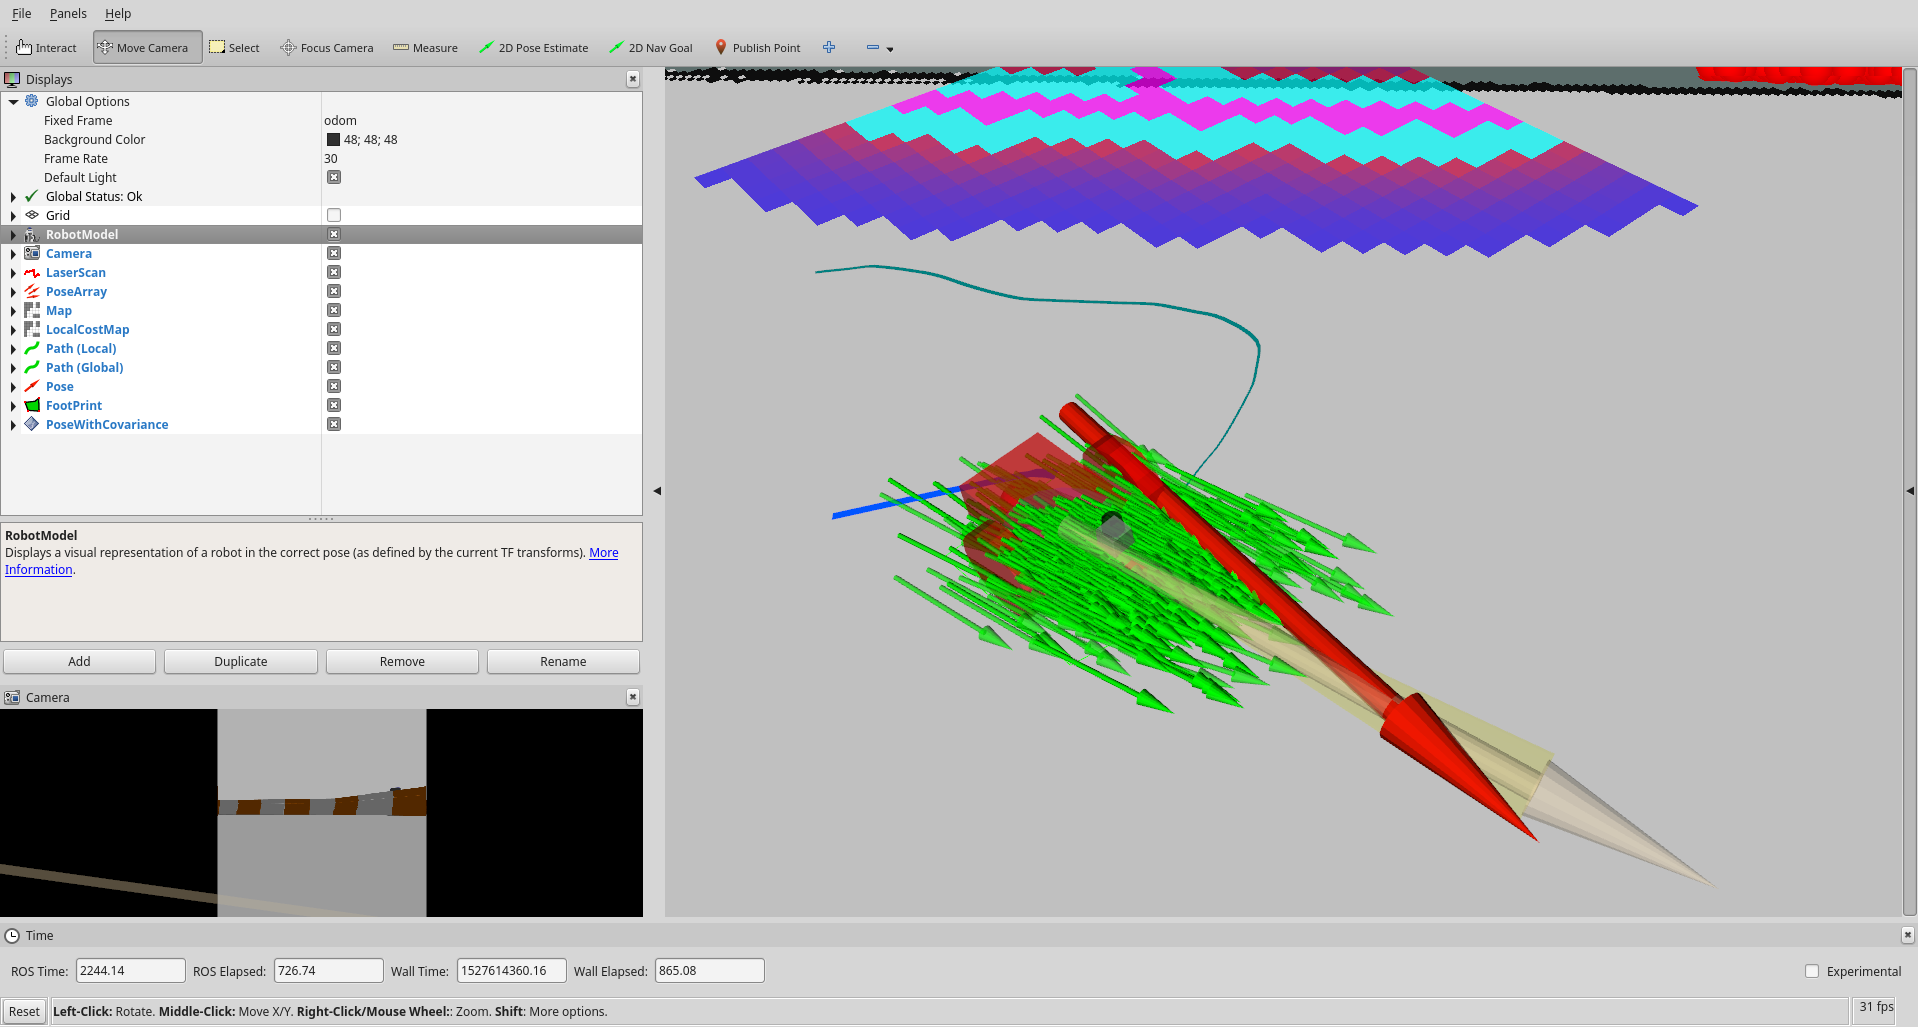 File Panels Help
Interact Move Camera Select Focus Camera Measure 2D Pose Estimate 2D Nav Goal Publish Point
Displays
Global Options
Fixed Frame odom
Background Color 48; 48; 48
Frame Rate 30
Default Light
Global Status: Ok
Grid
RobotModel
Camera
LaserScan
PoseArray
Map
LocalCostMap
Path (Local)
Path (Global)
Pose
FootPrint
PoseWithCovariance
RobotModel
Displays a visual representation of a robot in the correct pose (as defined by the current TF transforms). More
Information.
Add Duplicate Remove Rename
Camera
Time
ROS Time: 2244.14 ROS Elapsed: 726.74 Wall Time: 1527614360.16 Wall Elapsed: 865.08 Experimental
Reset Left-Click: Rotate. Middle-Click: Move X/Y. Right-Click/Mouse Wheel:: Zoom. Shift: More options. 31 fps